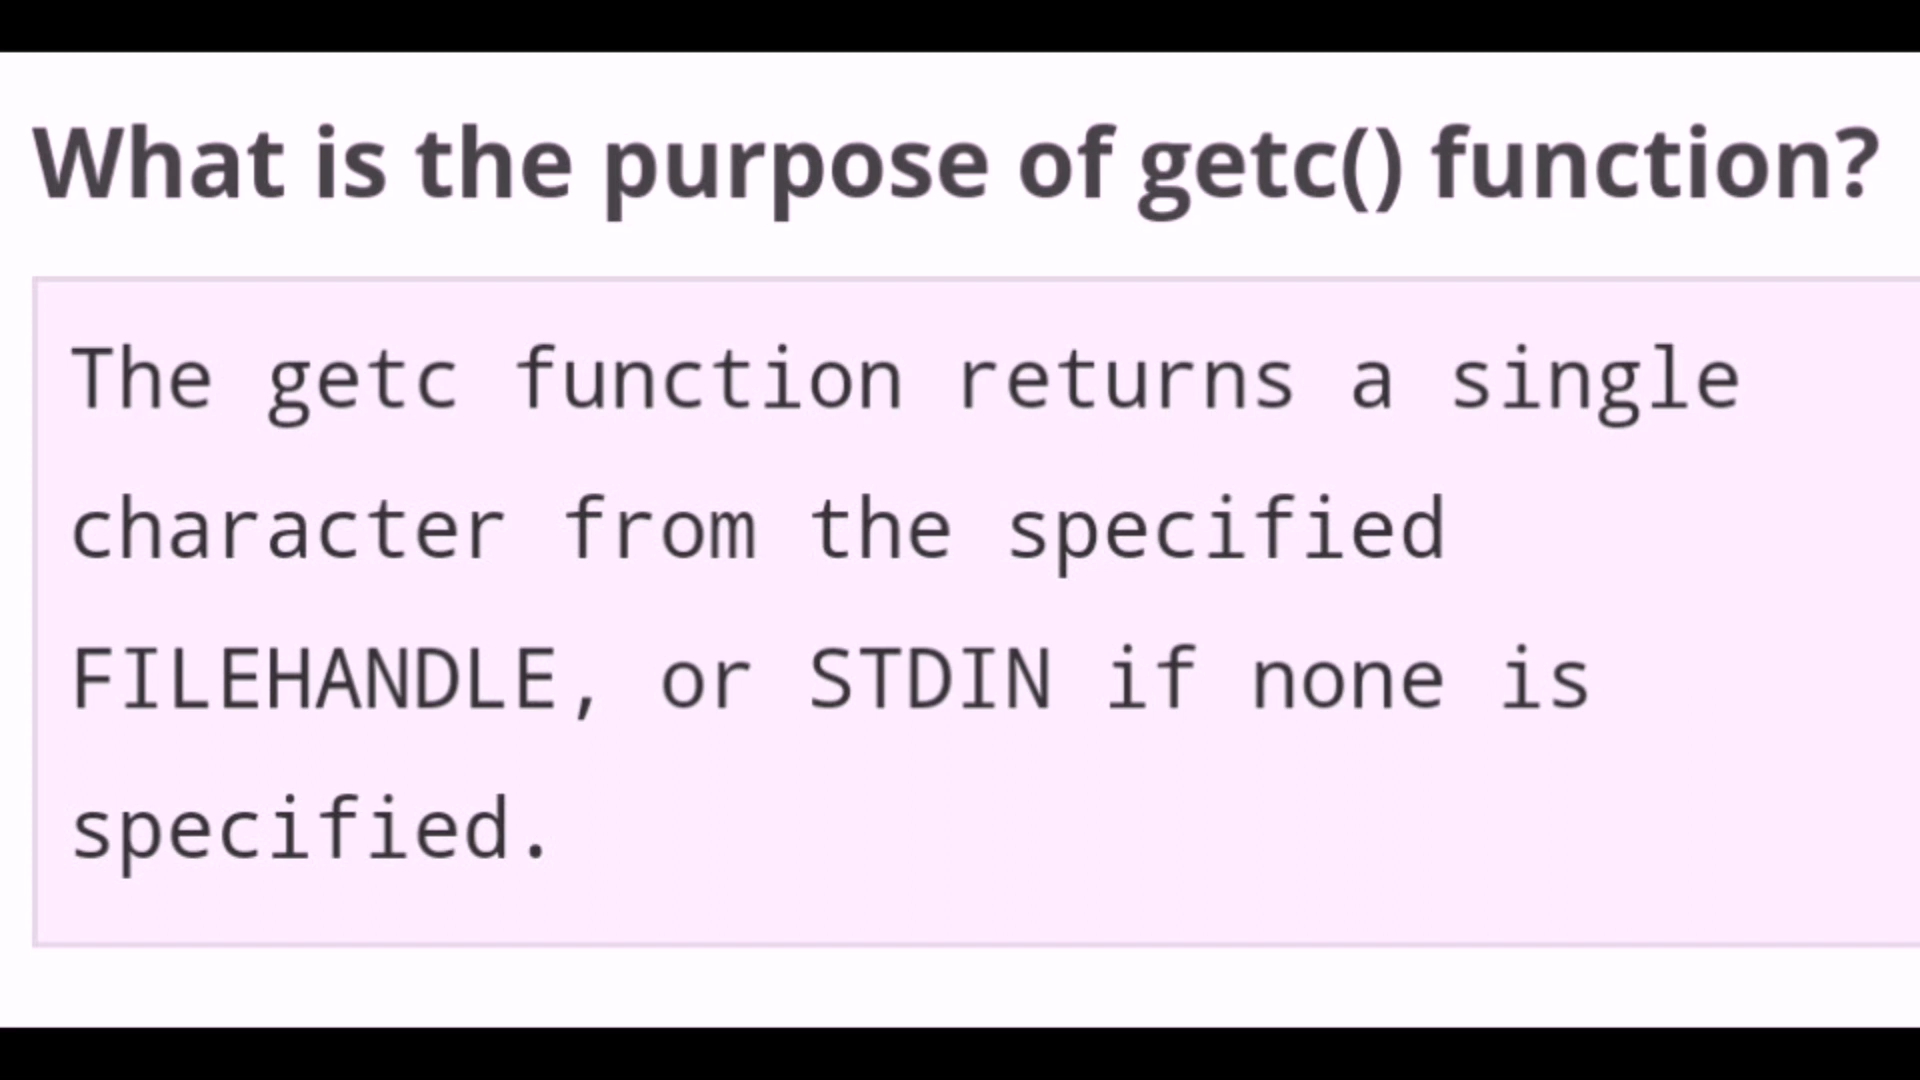 What is the purpose of getc() function?
The getc function returns a single
character from the specified
FILEHANDLE, or STDIN if none is
specified.